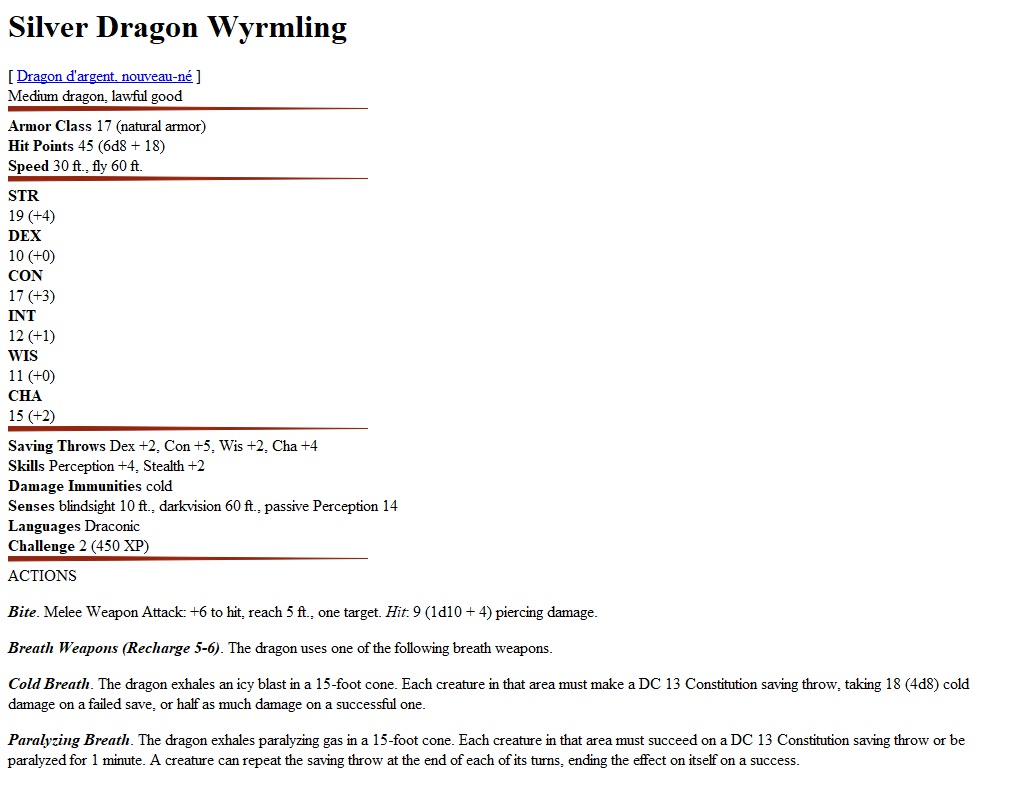 Silver Dragon Wyrmling
[ Dragon d'argent, nouveau-né ]
Medium dragon, lawful good
Armor Class 17 (natural armor)
Hit Points 45 (6d8 + 18)
Speed 30 ft., fly 60 ft.
STR
19 (+4)
DEX
10 (+0)
CON
17 (+3)
INT
12 (+1)
WIS
11 (+0)
CHA
15 (+2)
Saving Throws Dex +2, Con +5, Wis +2, Cha +4
Skills Perception +4, Stealth +2
Damage Immunities cold
Senses blindsight 10 ft., darkvision 60 ft., passive Perception 14
Languages Draconic
Challenge 2 (450 XP)
ACTIONS
Bite. Melee Weapon Attack: +6 to hit, reach 5 ft., one target. Hit: 9 (1d10 + 4) piercing damage.
Breath Weapons (Recharge 5-6). The dragon uses one of the following breath weapons.
Cold Breath. The dragon exhales an icy blast in a 15-foot cone. Each creature in that area must make a DC 13 Constitution saving throw, taking 18 (4d8) cold
damage on a failed save, or half as much damage on a successful one.
Paralyzing Breath. The dragon exhales paralyzing gas in a 15-foot cone. Each creature in that area must succeed on a DC 13 Constitution saving throw or be
paralyzed for 1 minute. A creature can repeat the saving throw at the end of each of its turns, ending the effect on itself on a success.